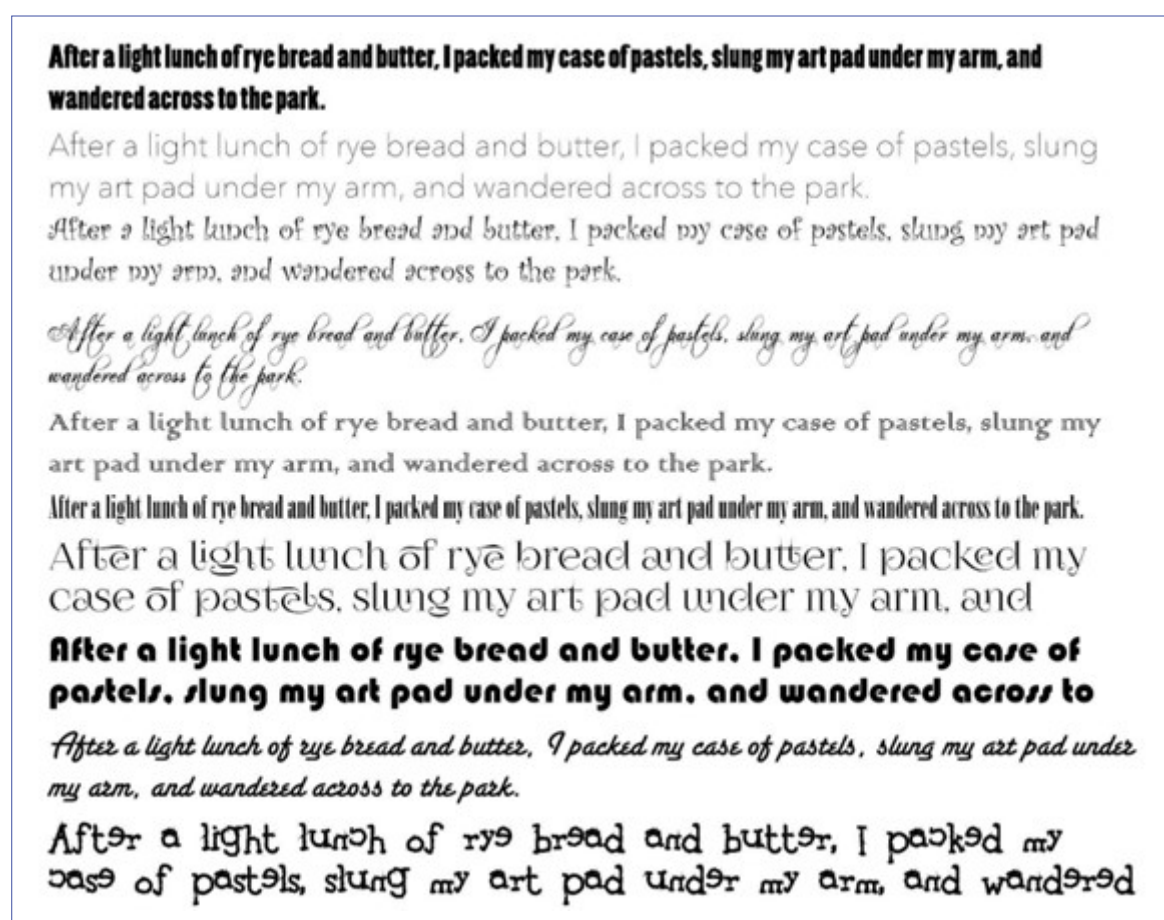 After a light lunch of rye bread and butter, I packed my case of pastels, slung my art pad under my arm, and
wandered across to the park.
After a light lunch of rye bread and butter, I packed my case of pastels, slung
my art pad under my arm, and wandered across to the park.
After a light lunch of rye bread and butter, I packed my case of pastels, slung my art pad
under my arm, and wandered across to the park.
After a light lunch of rye bread and butter, I packed my case of pastels, slung my art pad under my arm, and
wandered across to the park.
After a light lunch of rye bread and butter, I packed my case of pastels, slung my
art pad under my arm, and wandered across to the park.
After a light lunch of rye bread and butter, I packed my case of pastels, slung my art pad under my arm, and wandered across to the park.
After a light lunch of rye bread and butter, I packed my
case of pastels, slung my art pad under my arm, and
After a light lunch of rye bread and butter, I packed my case of
pastels, slung my art pad under my arm, and wandered across to
After a light lunch of rye bread and butter, I packed my case of pastels, slung my art pad under
my arm, and wandered across to the park.
After a light lunch of rye bread and butter, I packed my
case of pastels, slung my art pad under my arm, and wandered